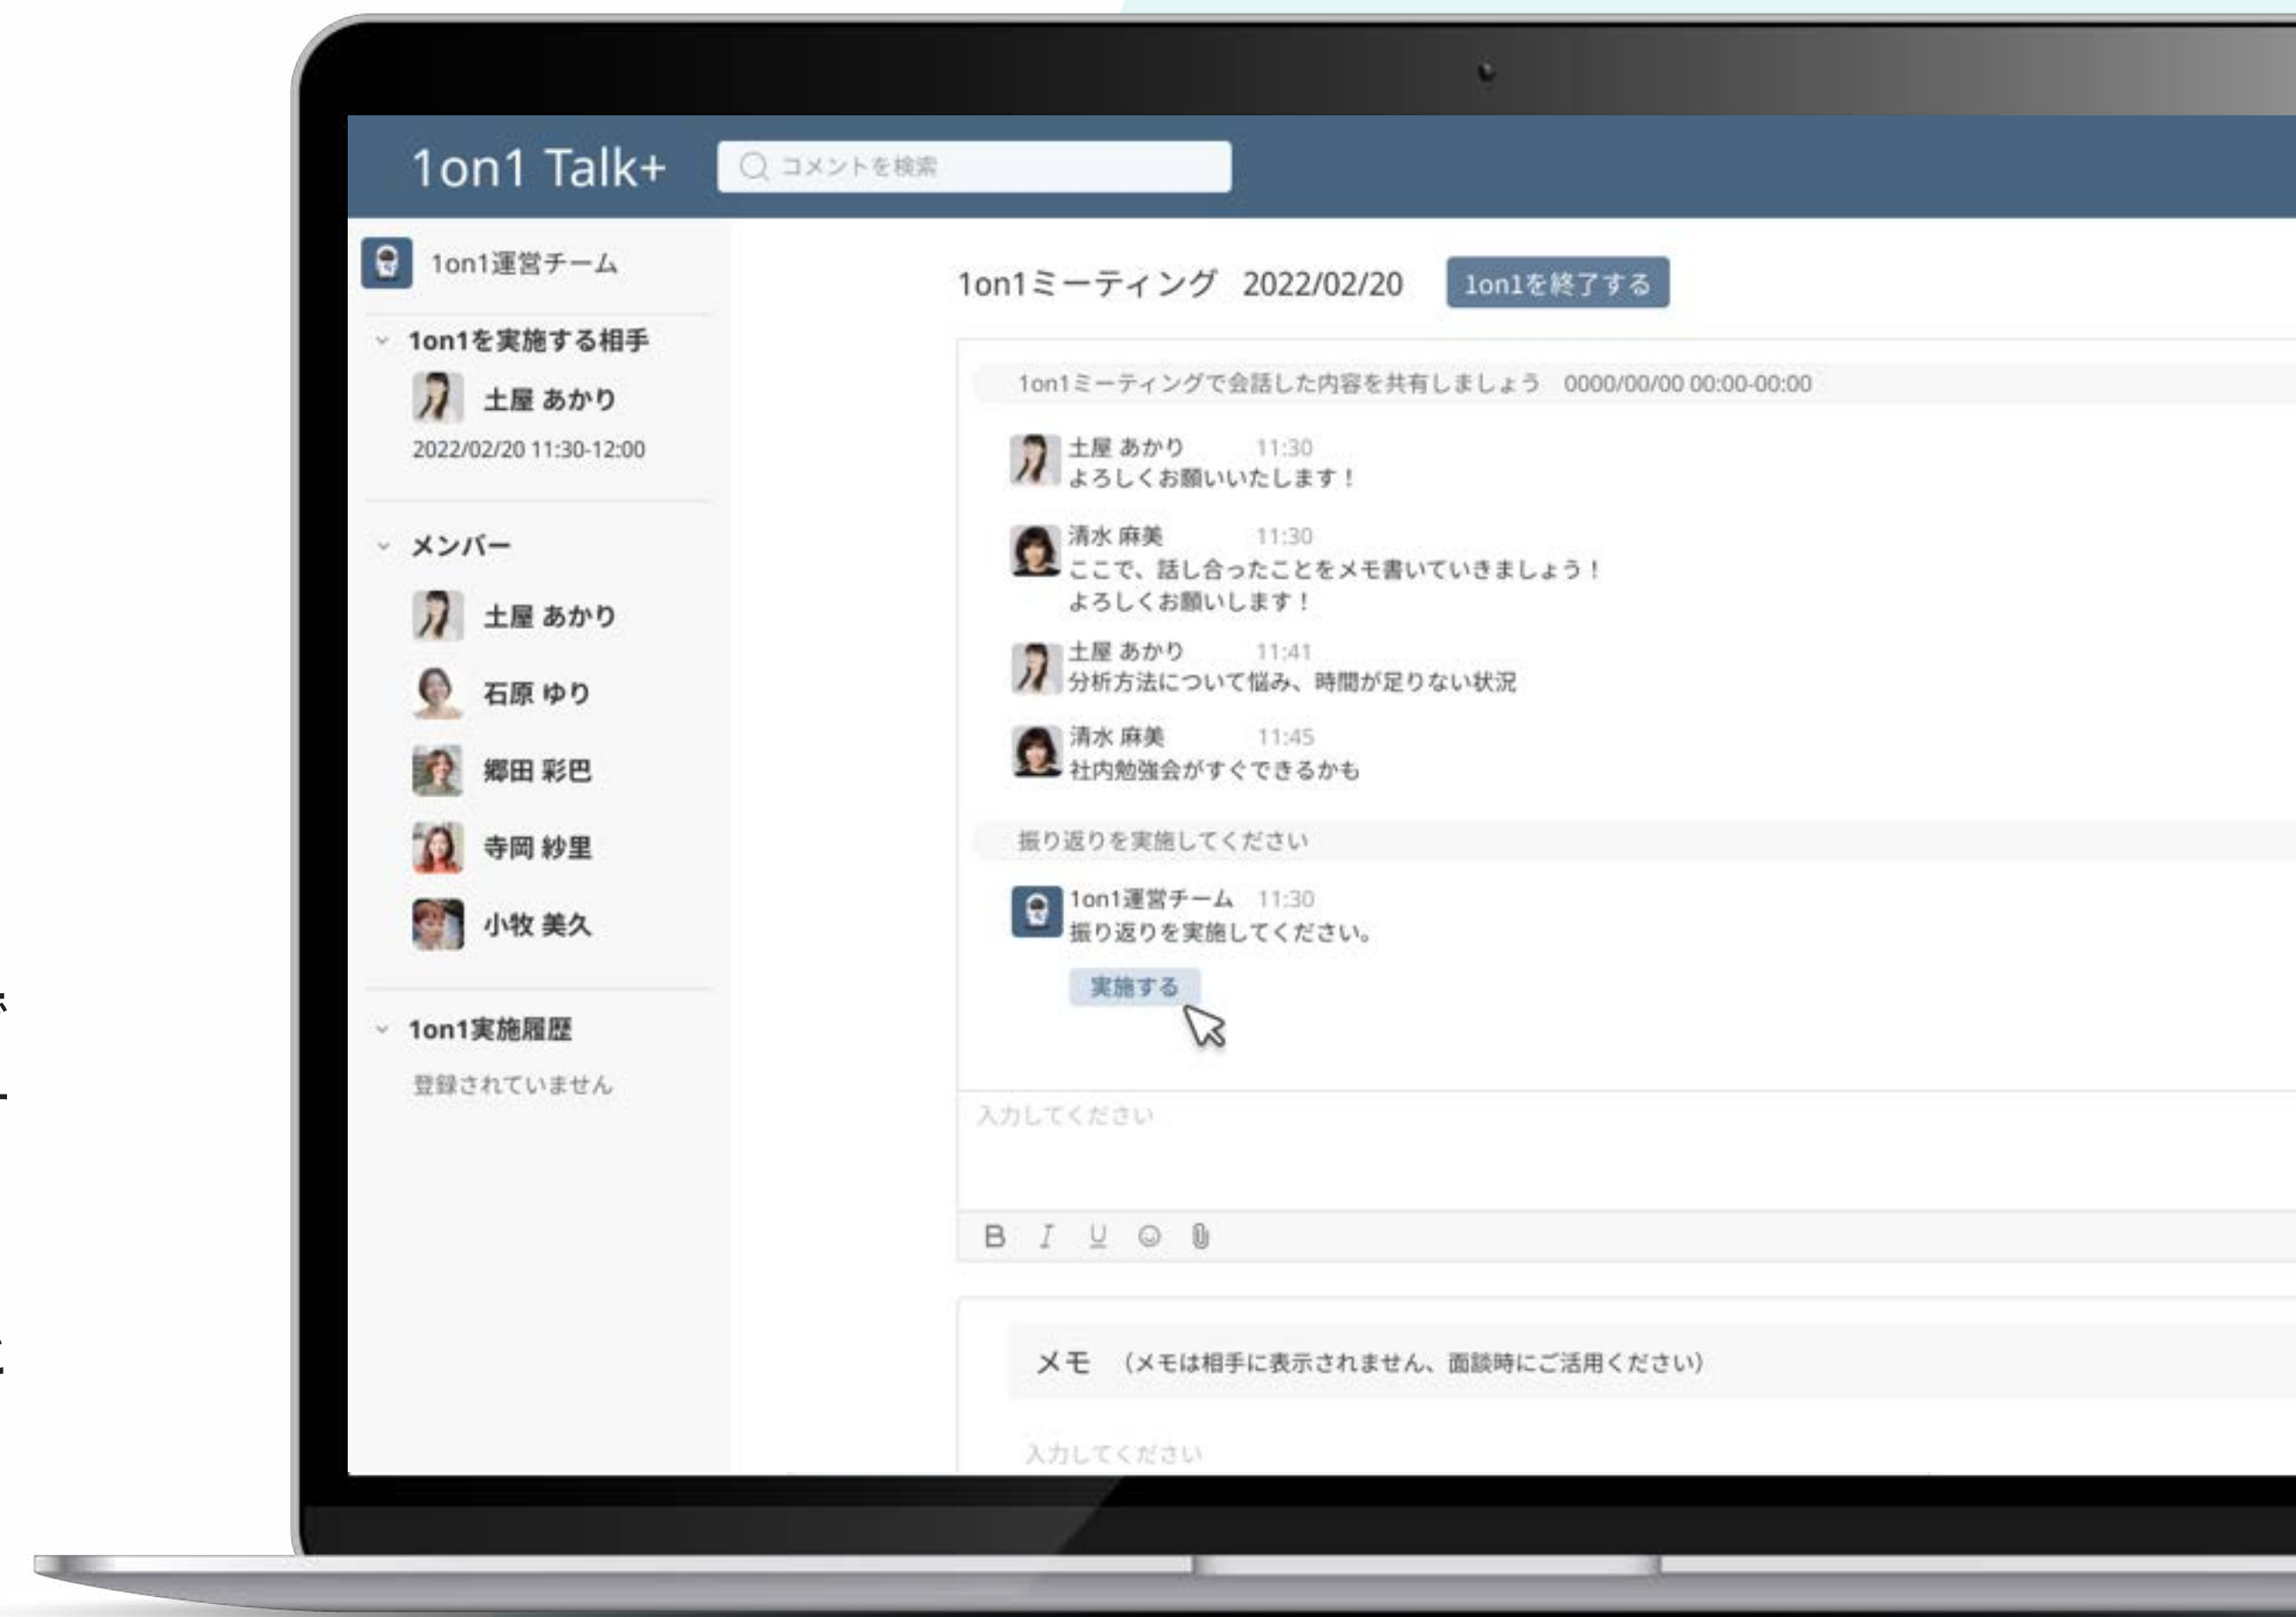 1on1 Talk+
コメントを検索
1on1運営チーム
1on1を実施する相手
土屋 あかり
2022/02/20 11:30-12:00
メンバー
土屋 あかり
石原 ゆり
郷田 彩巴
寺岡 紗里
小牧 美久
1on1実施履歴
登録されていません
1on1ミーティング 2022/02/20
1on1を終了する
1on1ミーティングで会話した内容を共有しましょう 0000/00/00 00:00-00:00
土屋 あかり 11:30
よろしくお願いいたします！
清水 麻美 11:30
ここで、話し合ったことをメモ書いていきましょう！
よろしくお願いします！
土屋 あかり 11:41
分析方法について悩み、時間が足りない状況
清水 麻美 11:45
社内勉強会がすぐできるかも
振り返りを実施してください
1on1運営チーム 11:30
振り返りを実施してください。
実施する
入力してください
B I U
メモ （メモは相手に表示されません、面談時にご活用ください）
入力してください